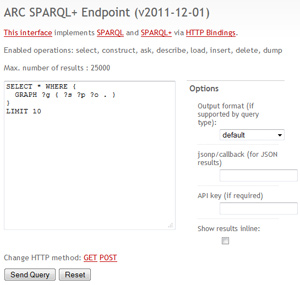 ARC SPARQL+ Endpoint (v2011-12-01)
This interface implements SPARQL and SPARQL+ via HTTP Bindings.
Enabled operations: select, construct, ask, describe, load, insert, delete, dump
Max. number of results : 25000
SELECT * WHERE {
GRAPH ?g { ?s ?p ?o . }
}
LIMIT 10
Options
Output format (if
supported by query
type):
default
jsonp/callback (for JSON
results)
API key (if required)
Show results inline:
Change HTTP method: GET POST
Send Query Reset